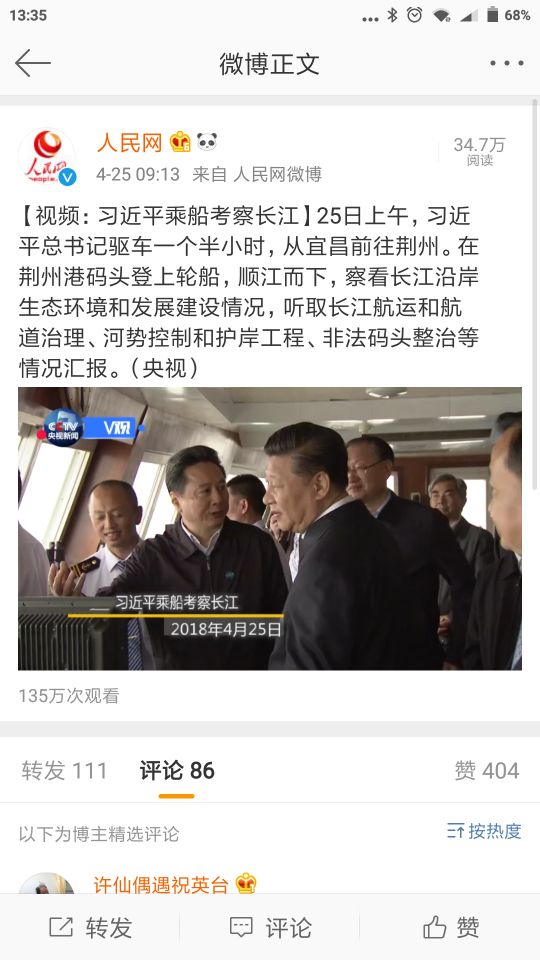 13:35
68%
微博正文
人民网
34.7万
阅读
4-25 09:13 来自 人民网微博
人民网
people.
【视频：习近平乘船考察长江】25日上午，习近
平总书记驱车一个半小时，从宜昌前往荆州。在
荆州港码头登上轮船，顺江而下，察看长江沿岸
生态环境和发展建设情况，听取长江航运和航
道治理、河势控制和护岸工程、非法码头整治等
情况汇报。（央视）
CCTV
央视新闻
V观
习近平乘船考察长江
2018年4月25日
135万次观看
转发 111 评论 86 赞 404
以下为博主精选评论
按热度
许仙偶遇祝英台
转发 评论 赞